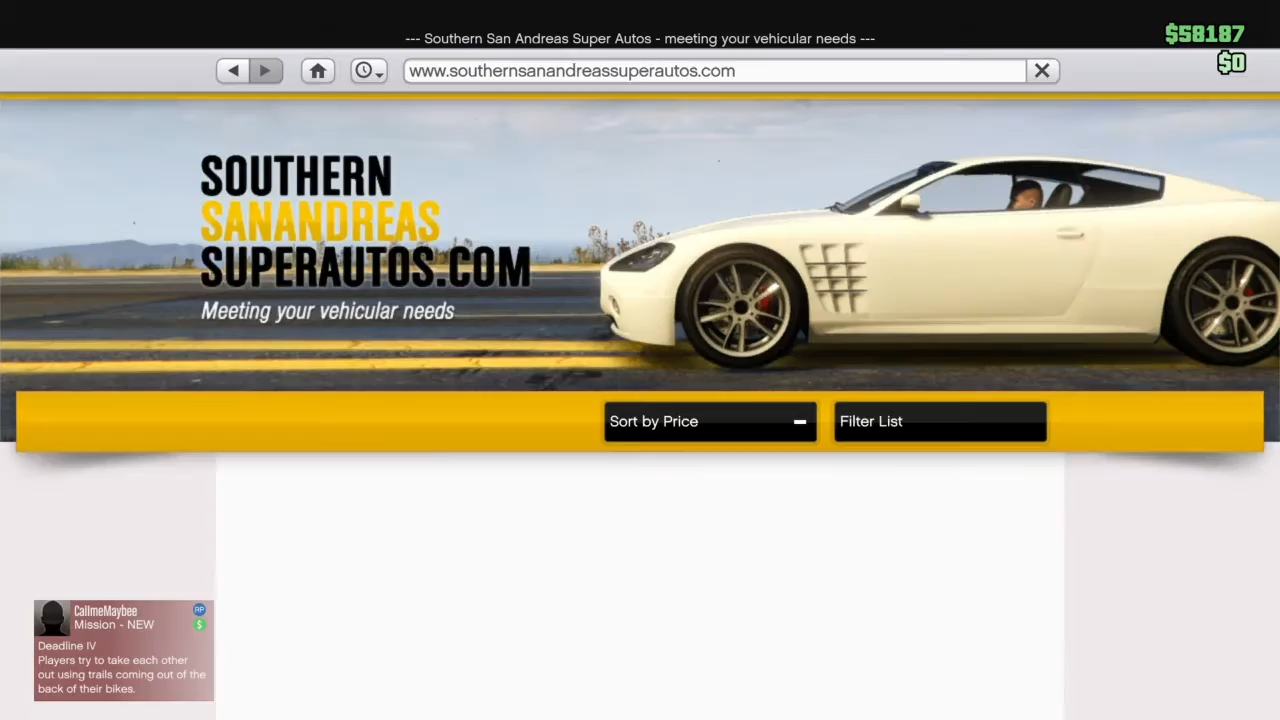 --- Southern San Andreas Super Autos - meeting your vehicular needs ---
$58187
$0
www.southernsanandreassuperautos.com
SOUTHERN
SANANDREAS
SUPERAUTOS.COM
Meeting your vehicular needs
Sort by Price
Filter List
CallmeMaybee
RP
Mission - NEW
$
Deadline IV
Players try to take each other
out using trails coming out of the
back of their bikes.